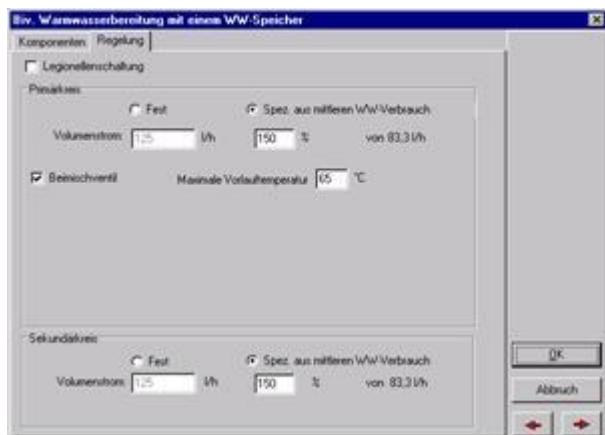 Biv. Warmwasserbereitung mit einem WW-Speicher
Komponenten Regelung
Legionellenschaltung
Primärkreis
Fest Spez. aus mittleren WW-Verbrauch
Volumenstrom: 125 l/h 150 % von 83,3 l/h
Beimischventil Maximale Vorlauftemperatur 65 °C
Sekundärkreis
Fest Spez. aus mittleren WW-Verbrauch
Volumenstrom: 125 l/h 150 % von 83,3 l/h
OK
Abbruch